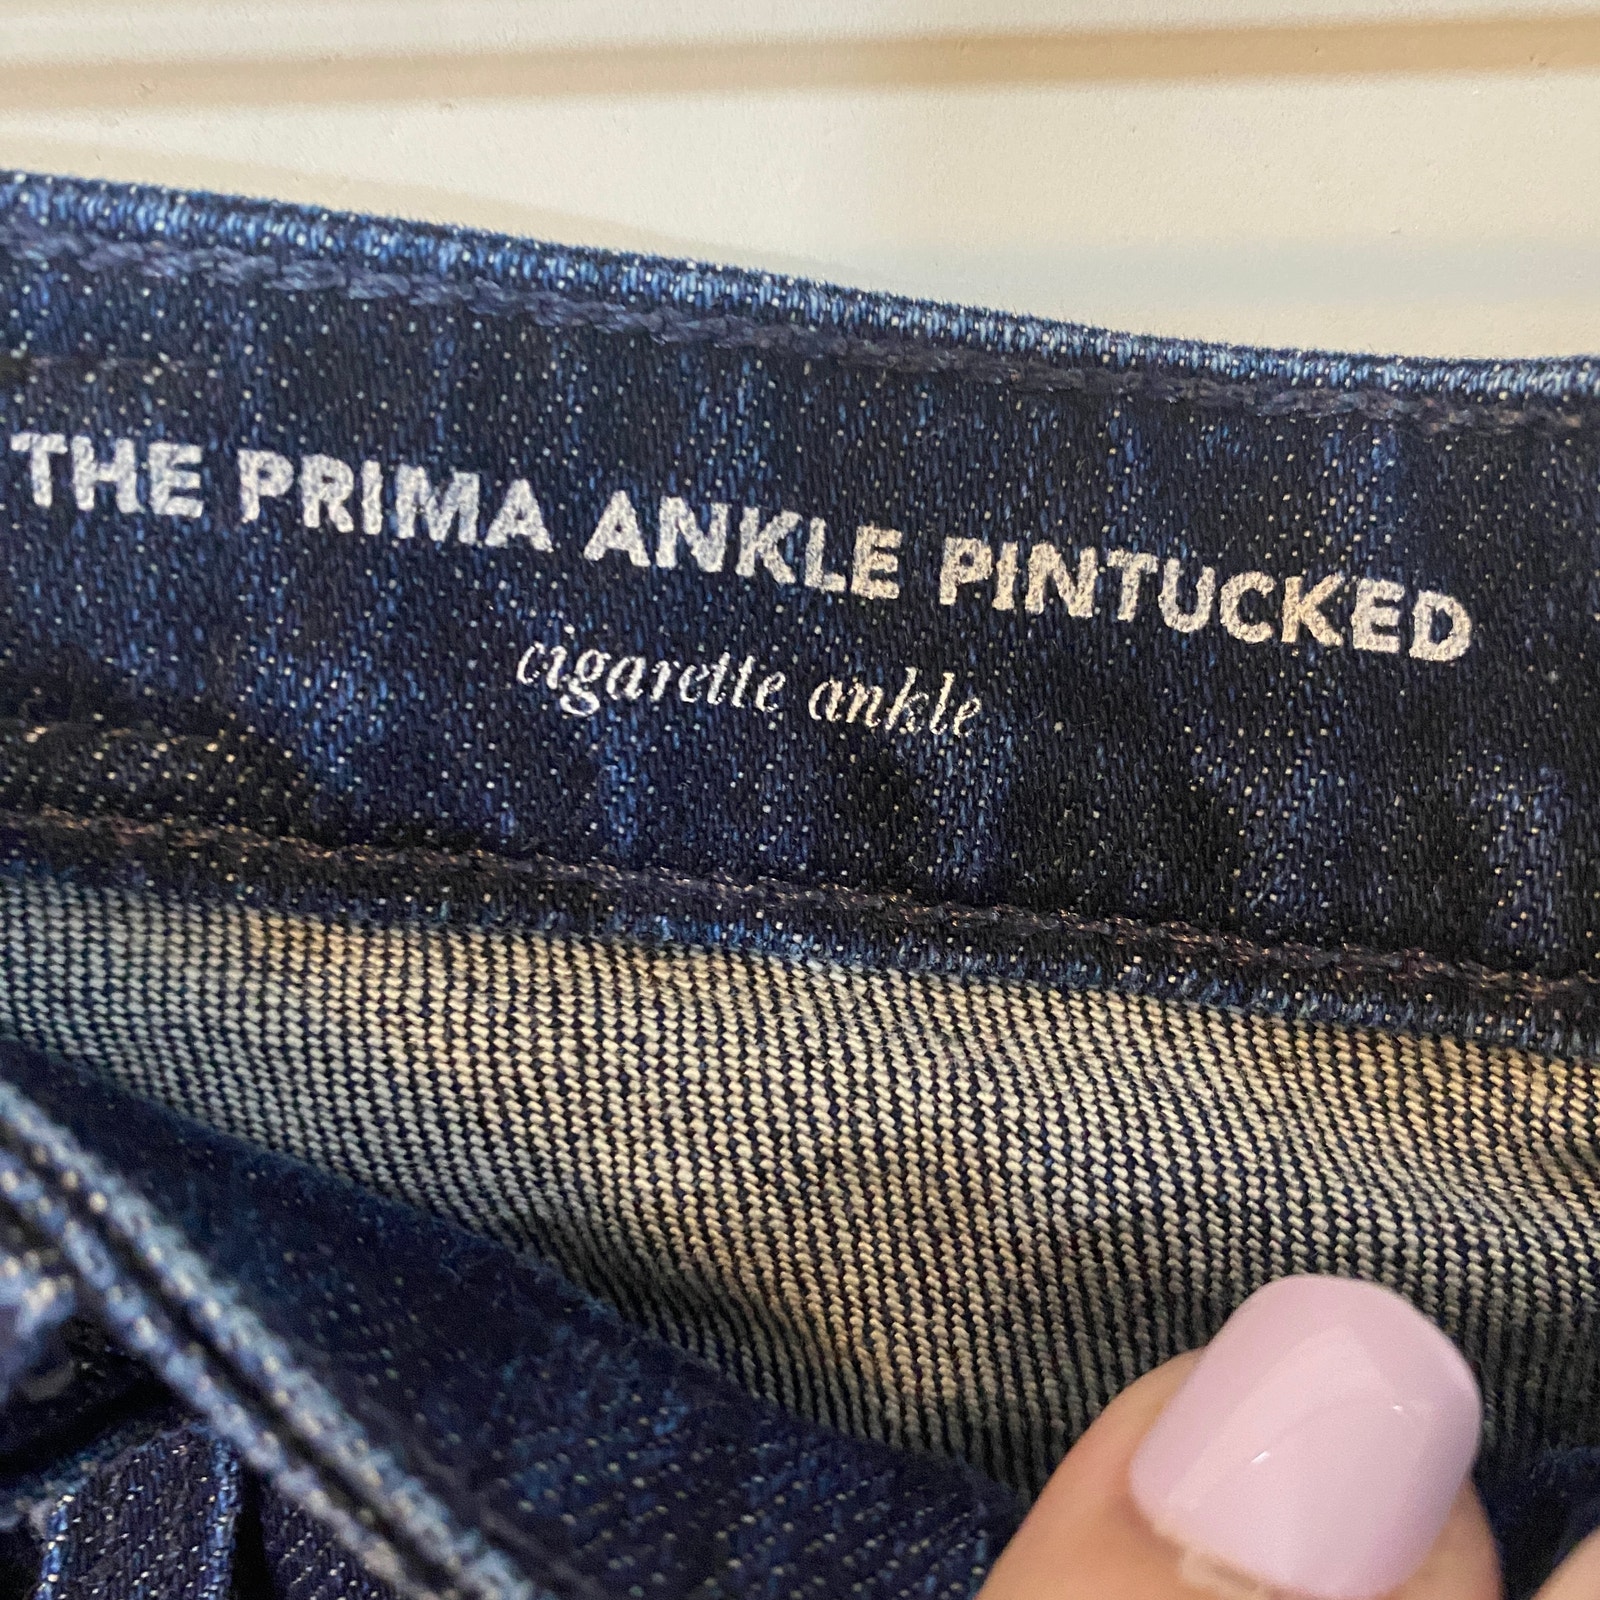 THE PRIMA ANKLE PINTUCKED
cigarette ankle